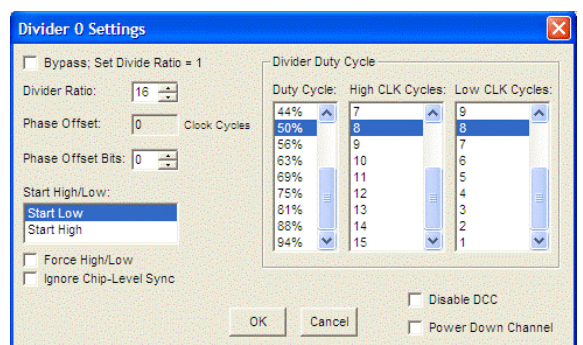 Divider 0 Settings
Bypass; Set Divide Ratio = 1
Divider Ratio: 16
Phase Offset: 0 Clock Cycles
Phase Offset Bits: 0
Start High/Low:
Start Low
Start High
Force High/Low
Ignore Chip-Level Sync
Divider Duty Cycle
Duty Cycle: High CLK Cycles: Low CLK Cycles:
44% 7 9
50% 8 8
56% 9 7
63% 10 6
69% 11 5
75% 12 4
81% 13 3
88% 14 2
94% 15 1
Disable DCC
OK Cancel
Power Down Channel